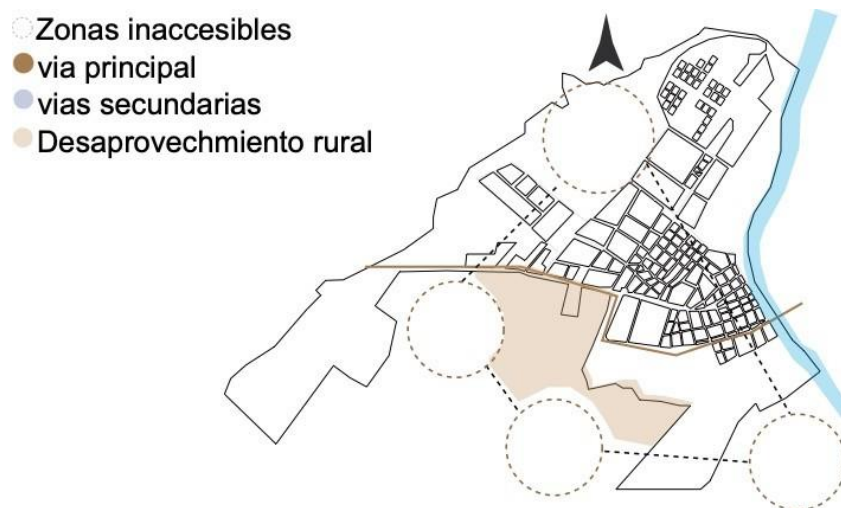 Zonas inaccesibles
via principal
vias secundarias
Desaprovechmiento rural